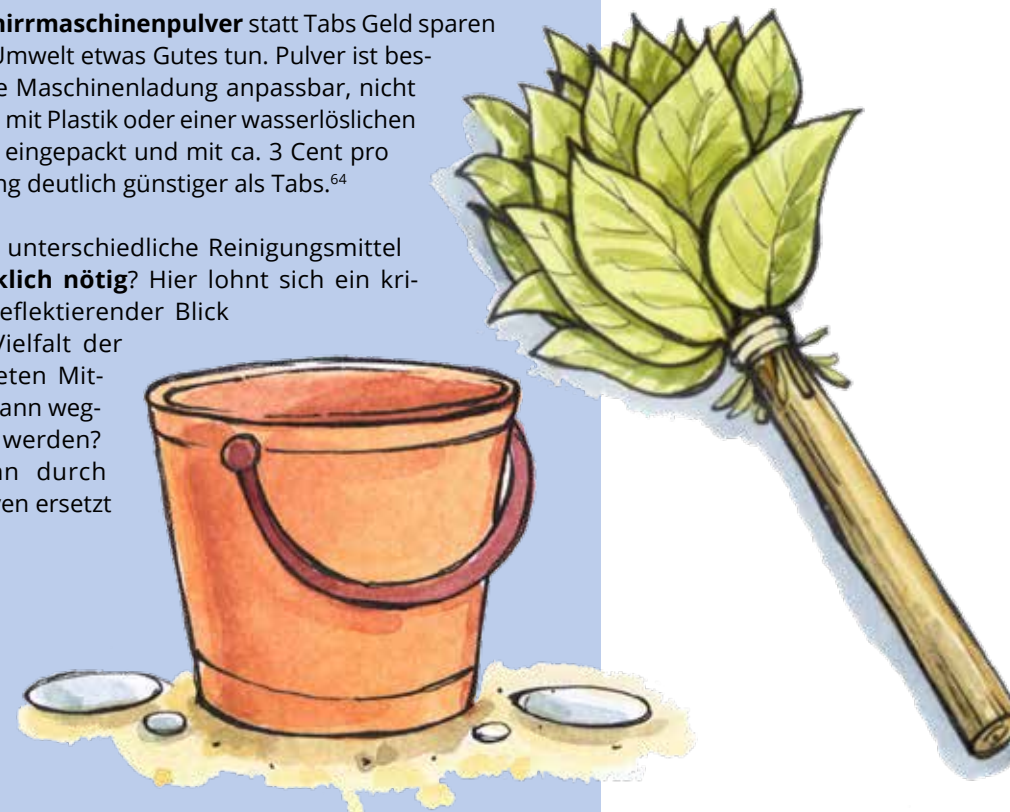 hirrmaschinenpulver statt Tabs Geld sparen
Umwelt etwas Gutes tun. Pulver ist bes-
e Maschinenladung anpassbar, nicht
mit Plastik oder einer wasserlöslichen
eingepackt und mit ca. 3 Cent pro
ng deutlich günstiger als Tabs.64
unterschiedliche Reinigungsmittel
klich nötig? Hier lohnt sich ein kri-
eflektierender Blick
Vielfalt der
eten Mit-
ann weg-
werden?
n durch
en ersetzt